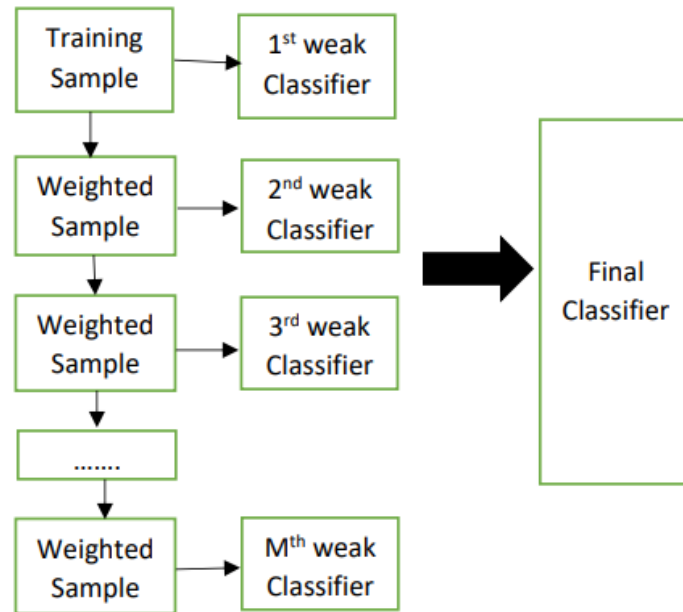 Training
Sample
1st weak
Classifier
Weighted
Sample
2nd weak
Classifier
Final
Classifier
Weighted
Sample
3rd weak
Classifier
.......
Weighted
Sample
Mth weak
Classifier